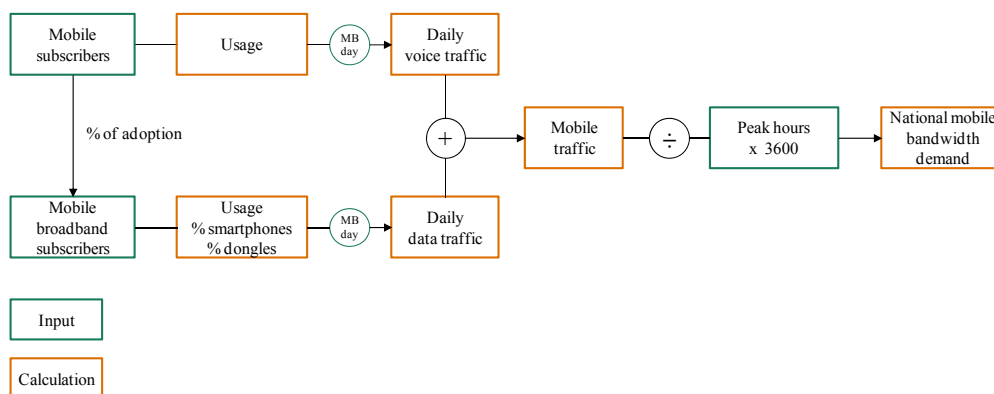 Mobile
subscribers
Usage
MB
day
Daily
voice traffic
% of adoption
+
Mobile
traffic
÷
Peak hours
x 3600
National mobile
bandwidth
demand
Mobile
broadband
subscribers
Usage
% smartphones
% dongles
MB
day
Daily
data traffic
Input
Calculation